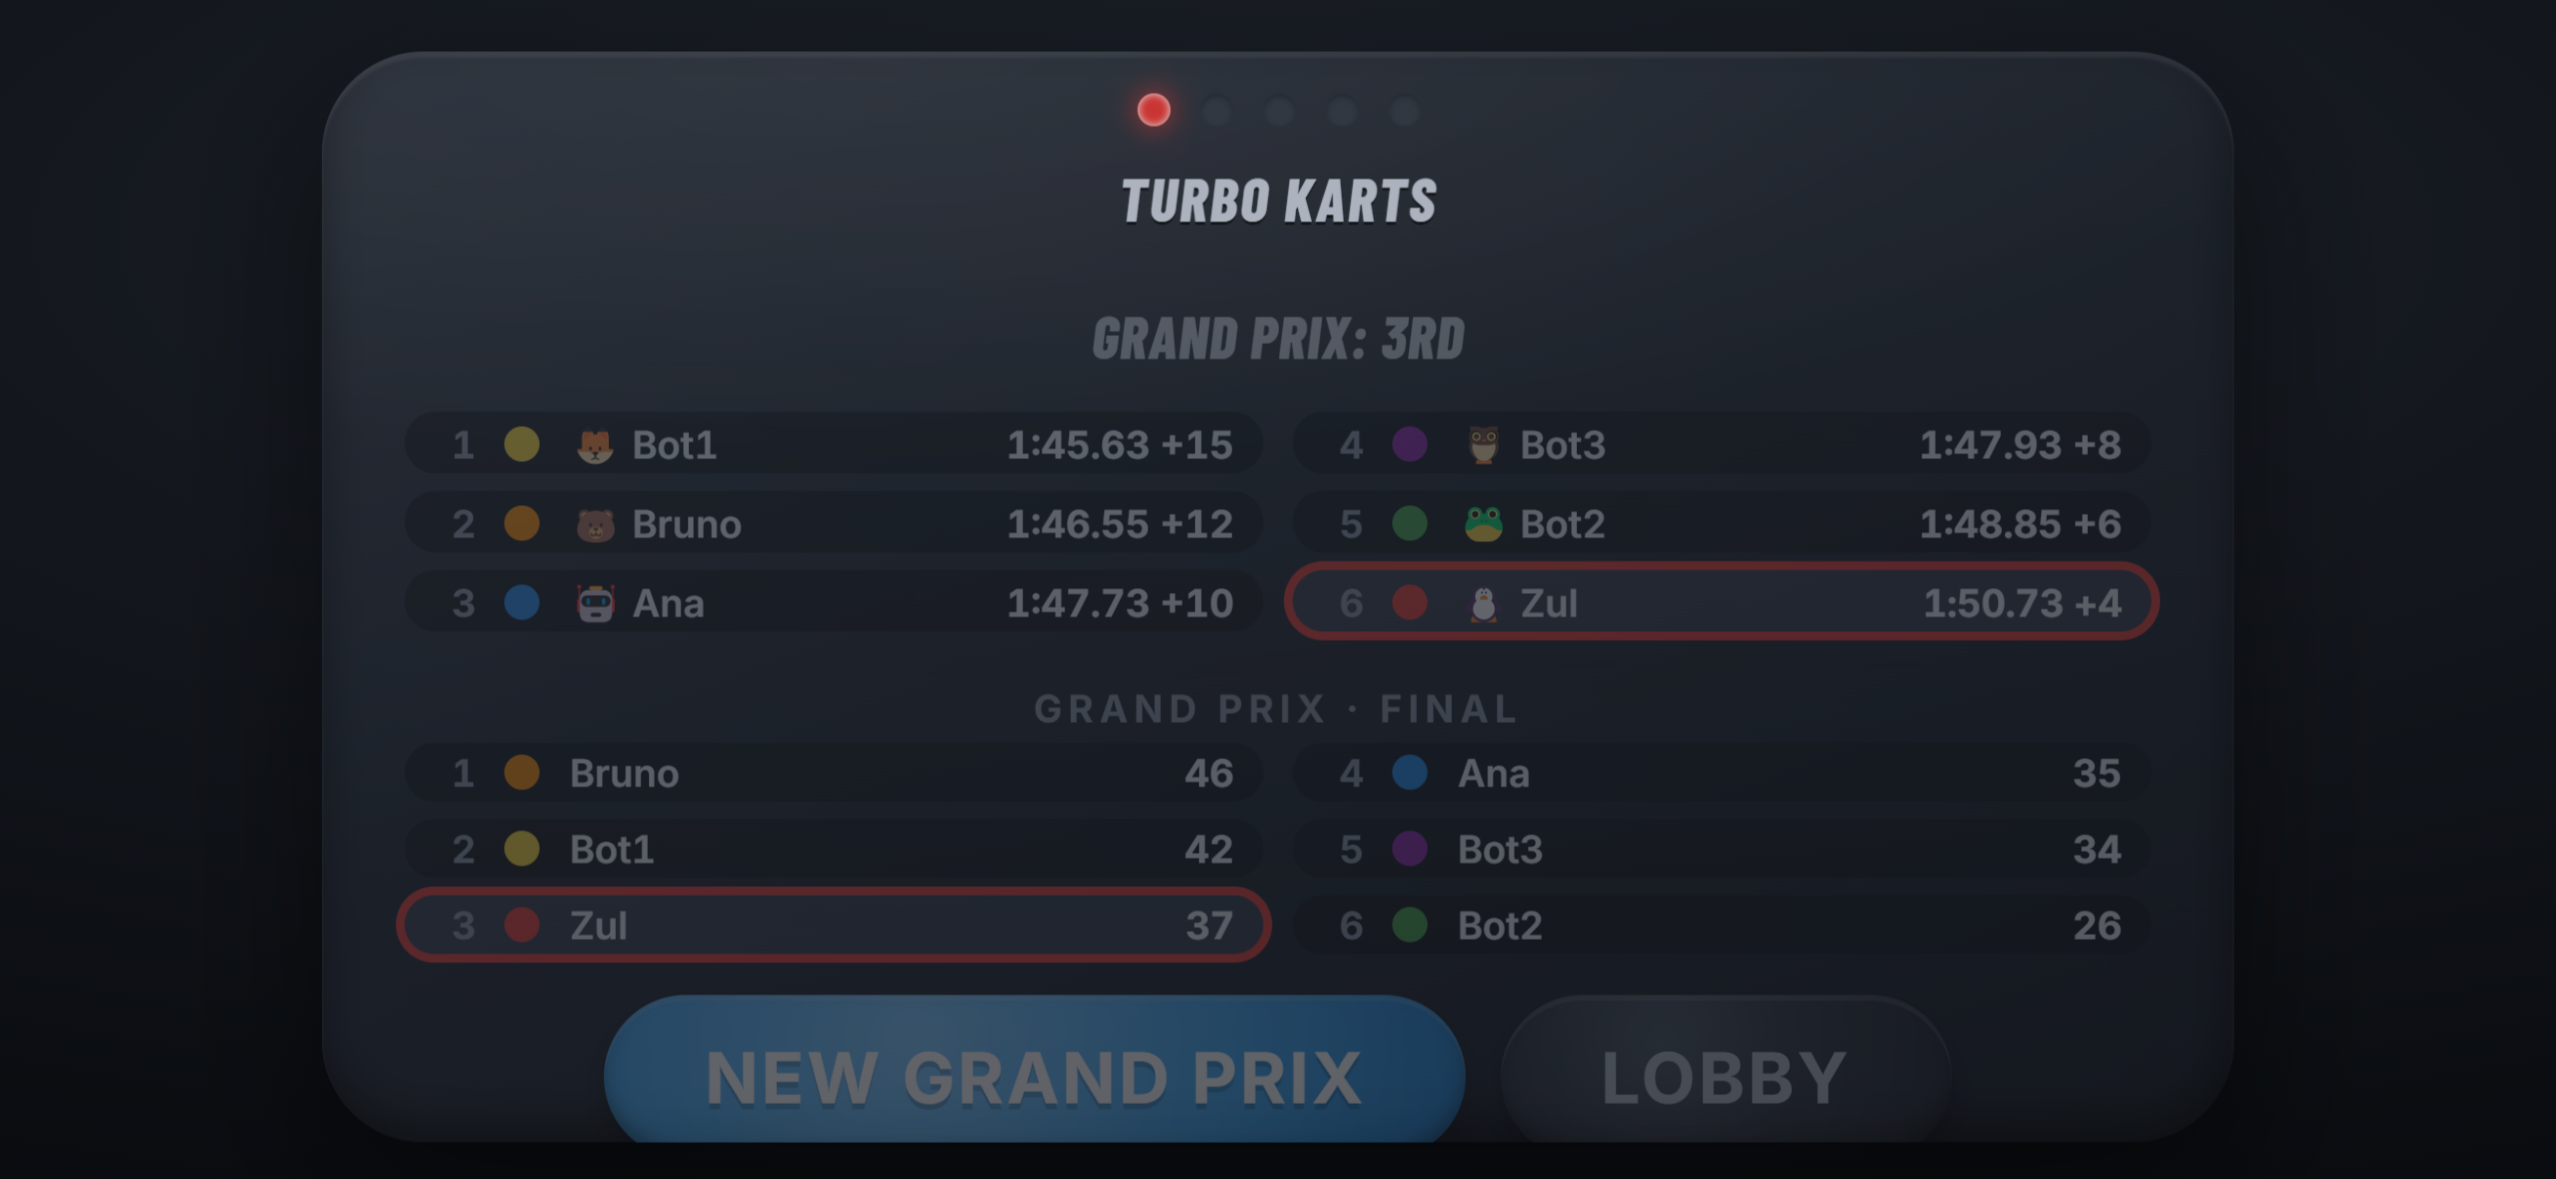 TURBO KARTS
GRAND PRIX: 3RD
1 Bot1 1:45.63 +15
2 Bruno 1:46.55 +12
3 Ana 1:47.73 +10
4 Bot3 1:47.93 +8
5 Bot2 1:48.85 +6
6 Zul 1:50.73 +4
GRAND PRIX · FINAL
1 Bruno 46
2 Bot1 42
3 Zul 37
4 Ana 35
5 Bot3 34
6 Bot2 26
NEW GRAND PRIX
LOBBY